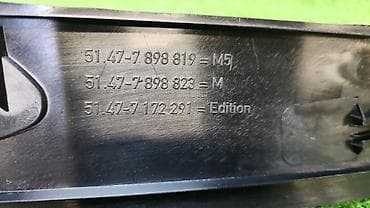 51.47-7 898 819 = M5
51.47-7 898 823 = M
51.47-7 172 291 = Edition